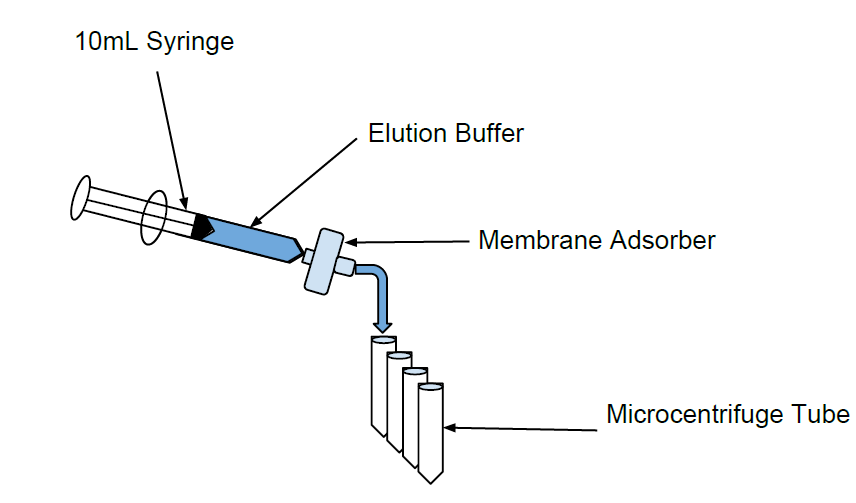 10mL Syringe
Elution Buffer
Membrane Adsorber
Microcentrifuge Tube